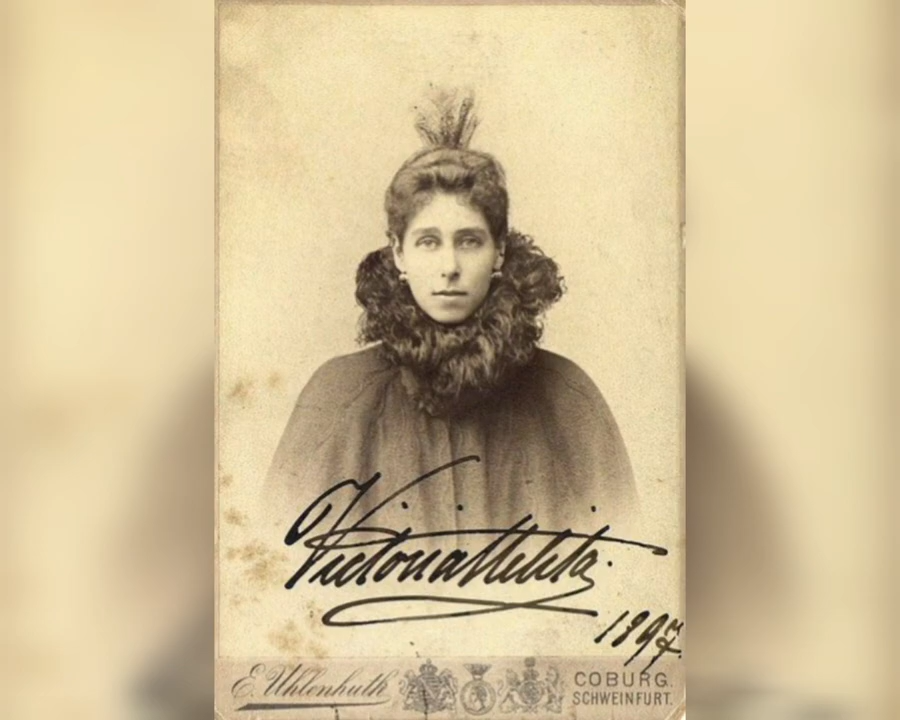 Victoria Melita.
1897.
E. Uhlenhuth
COBURG.
SCHWEINFURT.